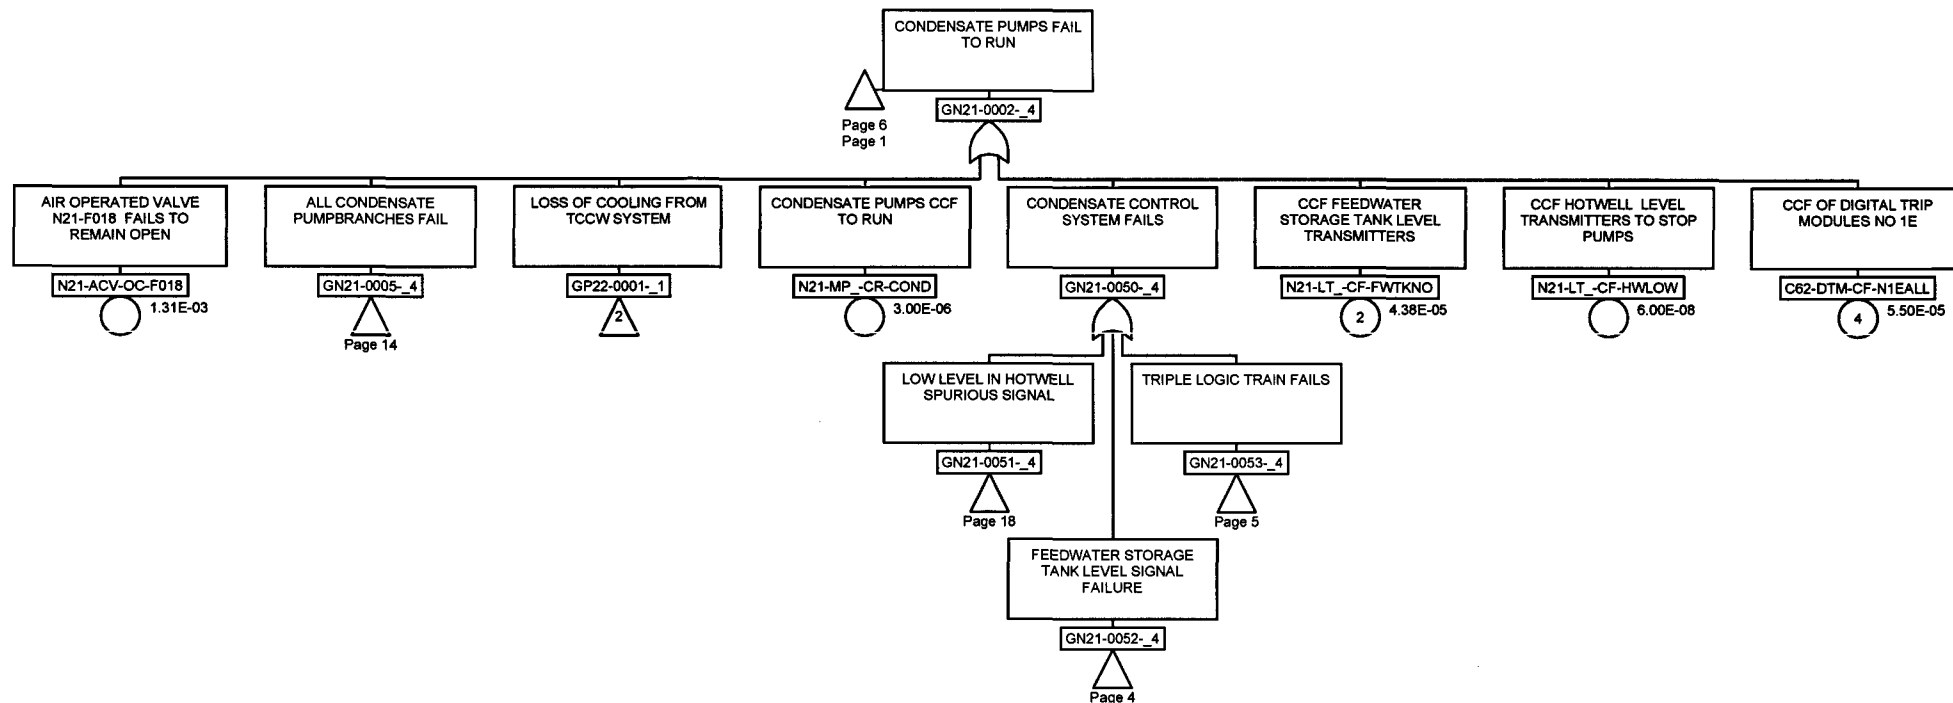 CONDENSATE PUMPS FAIL
TO RUN
Page 6
Page 1
GN21-0002-_4
AIR OPERATED VALVE
N21-F018 FAILS TO
REMAIN OPEN
N21-ACV-OC-F018
1.31E-03
ALL CONDENSATE
PUMPBRANCHES FAIL
GN21-0005-_4
Page 14
LOSS OF COOLING FROM
TCCW SYSTEM
GP22-0001-_1
2
CONDENSATE PUMPS CCF
TO RUN
N21-MP_-CR-COND
3.00E-06
CONDENSATE CONTROL
SYSTEM FAILS
GN21-0050-_4
CCF FEEDWATER
STORAGE TANK LEVEL
TRANSMITTERS
N21-LT_-CF-FWTKNO
2
4.38E-05
CCF HOTWELL LEVEL
TRANSMITTERS TO STOP
PUMPS
N21-LT_-CF-HWLOW
6.00E-08
CCF OF DIGITAL TRIP
MODULES NO 1E
C62-DTM-CF-N1EALL
4
5.50E-05
LOW LEVEL IN HOTWELL
SPURIOUS SIGNAL
GN21-0051-_4
Page 18
TRIPLE LOGIC TRAIN FAILS
GN21-0053-_4
Page 5
FEEDWATER STORAGE
TANK LEVEL SIGNAL
FAILURE
GN21-0052-_4
Page 4